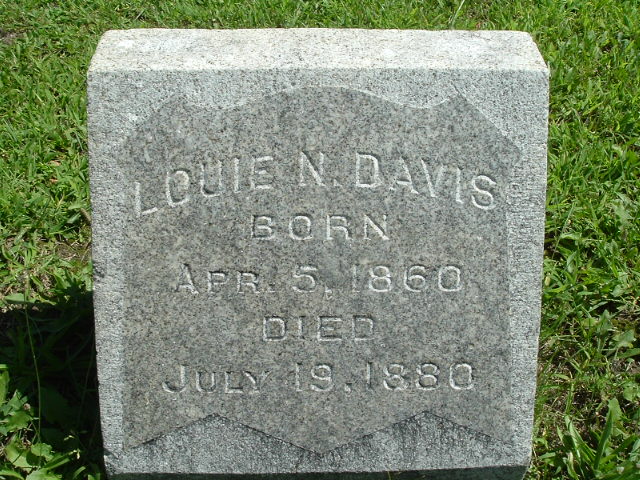 LOUIE N. DAVIS
BORN
APR. 5, 1860
DIED
JULY 19, 1880